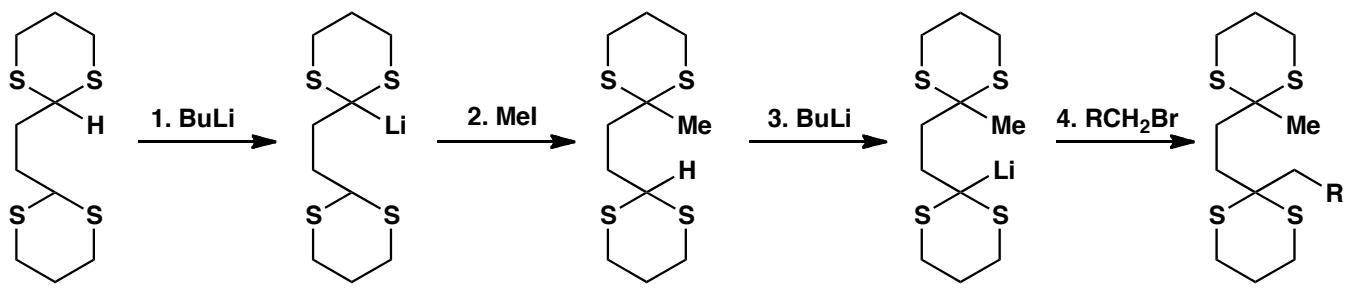 S S S S S S S S S S
H Li Me Me Me
1. BuLi 2. MeI 3. BuLi 4. RCH₂Br
H Li
R
S S S S S S S S S S